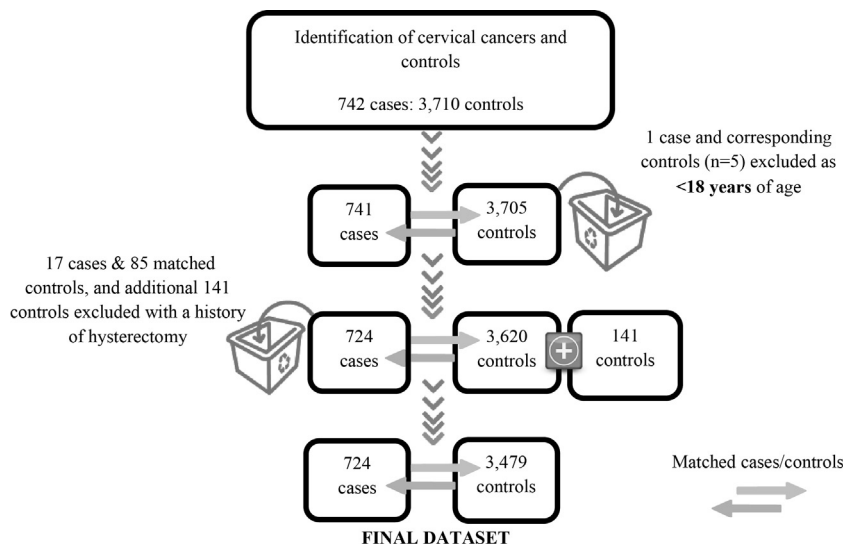 Identification of cervical cancers and
controls
742 cases: 3,710 controls
1 case and corresponding
controls (n=5) excluded as
<18 years of age
741
cases
3,705
controls
17 cases & 85 matched
controls, and additional 141
controls excluded with a history
of hysterectomy
724
cases
3,620
controls
141
controls
724
cases
3,479
controls
Matched cases/controls
FINAL DATASET